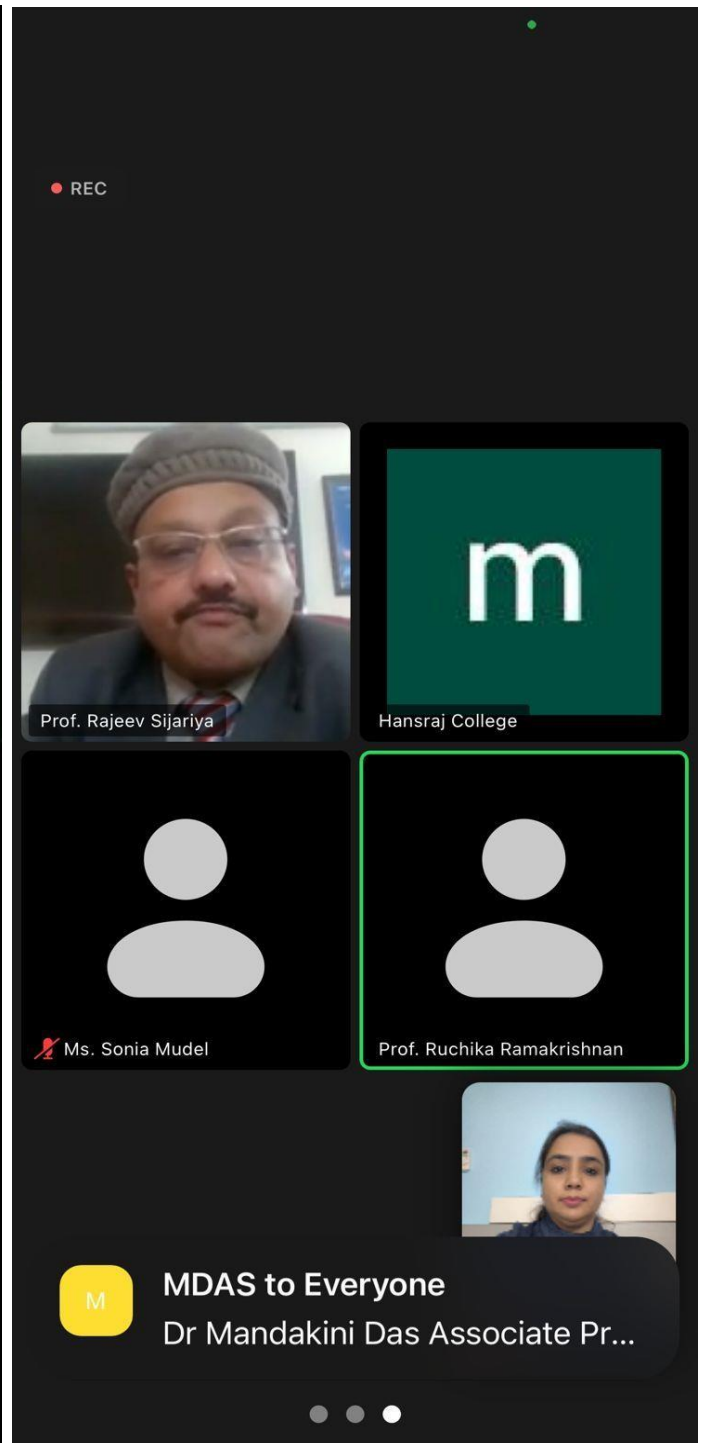 REC
Prof. Rajeev Sijariya
m
Hansraj College
Ms. Sonia Mudel
Prof. Ruchika Ramakrishnan
M
MDAS to Everyone
Dr Mandakini Das Associate Pr...